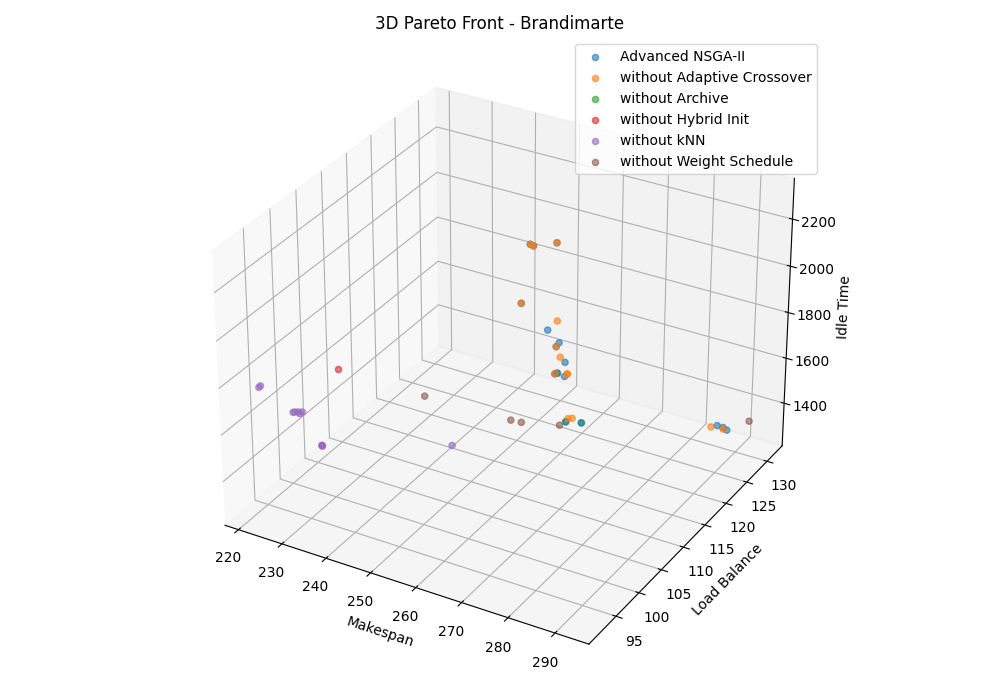 3D Pareto Front - Brandimarte
Advanced NSGA-II
without Adaptive Crossover
without Archive
without Hybrid Init
without kNN
without Weight Schedule
2200
2000
1800
1600
1400
Idle Time
130
125
120
115
110
105
100
95
Load Balance
220
230
240
250
260
270
280
290
Makespan